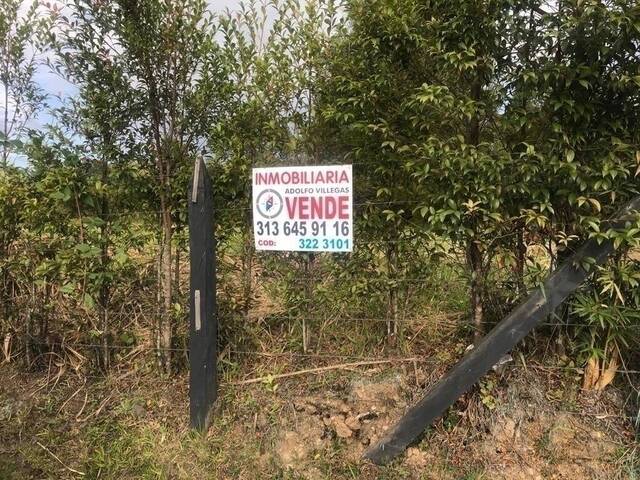 INMOBILIARIA
ADOLFO VILLEGAS
VENDE
313 645 91 16
COD: 322 3101